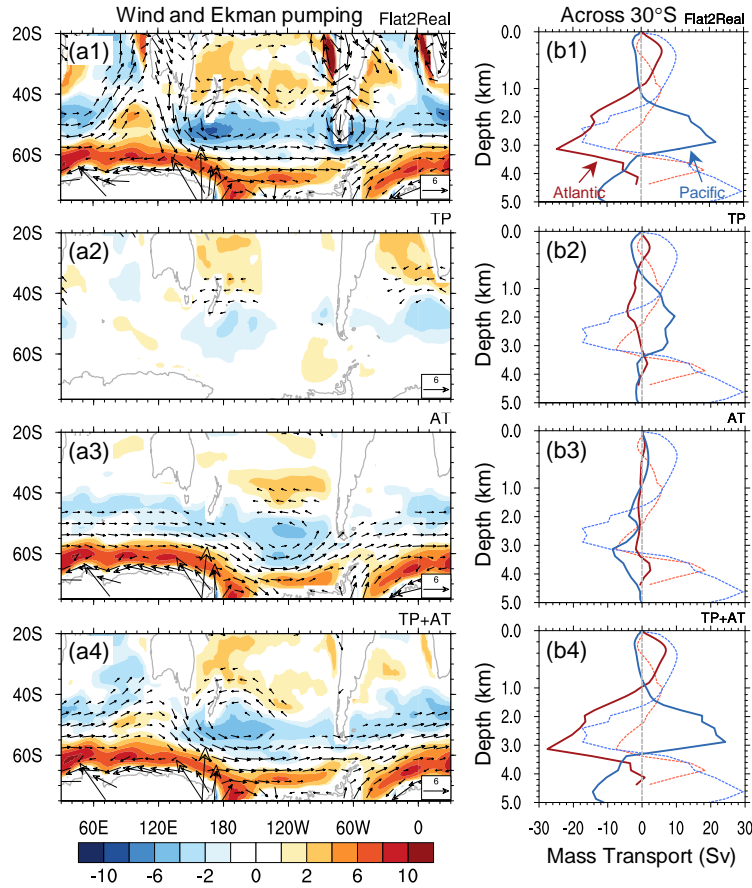 Wind and Ekman pumping
Flat2Real
Across 30°S
Flat2Real
20S
(a1)
40S
60S
6
(b1)
0.0
1.0
2.0
3.0
4.0
5.0
Depth (km)
Atlantic
Pacific
TP
20S
(a2)
40S
60S
6
TP
(b2)
0.0
1.0
2.0
3.0
4.0
5.0
Depth (km)
AT
20S
(a3)
40S
60S
6
AT
(b3)
0.0
1.0
2.0
3.0
4.0
5.0
Depth (km)
TP+AT
20S
(a4)
40S
60S
6
60E 120E 180 120W 60W 0
TP+AT
(b4)
0.0
1.0
2.0
3.0
4.0
5.0
Depth (km)
-30 -20 -10 0 10 20 30
Mass Transport (Sv)
-10 -6 -2 0 2 6 10